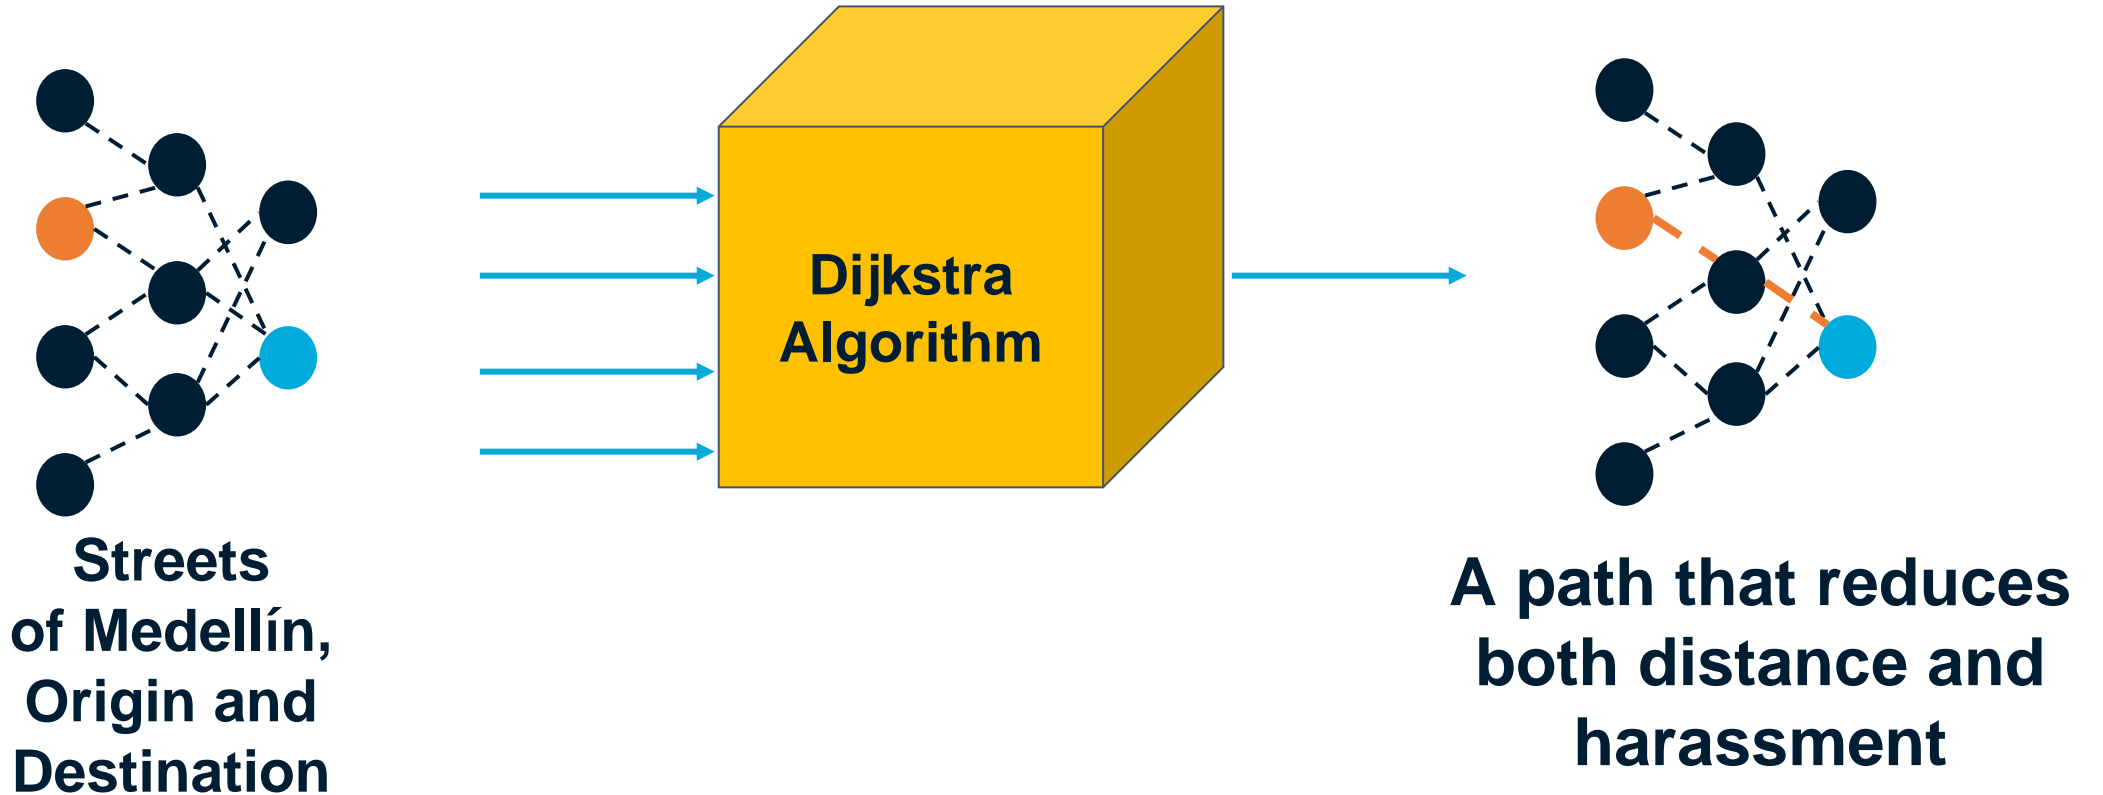 Dijkstra
Algorithm
Streets
of Medellín,
Origin and
Destination
A path that reduces
both distance and
harassment